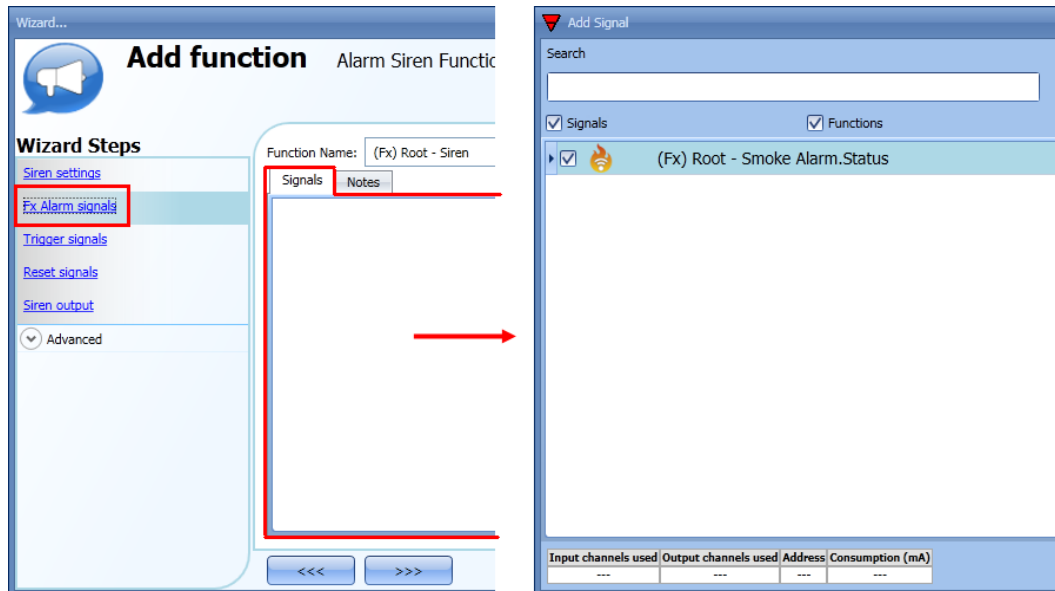 Wizard...
Add function Alarm Siren Functio
Wizard Steps
Siren settings
Fx Alarm signals
Trigger signals
Reset signals
Siren output
Advanced
Function Name: (Fx) Root - Siren
Signals Notes
<<< >>>
Add Signal
Search
Signals Functions
(Fx) Root - Smoke Alarm.Status
Input channels used Output channels used Address Consumption (mA)
--- --- --- ---